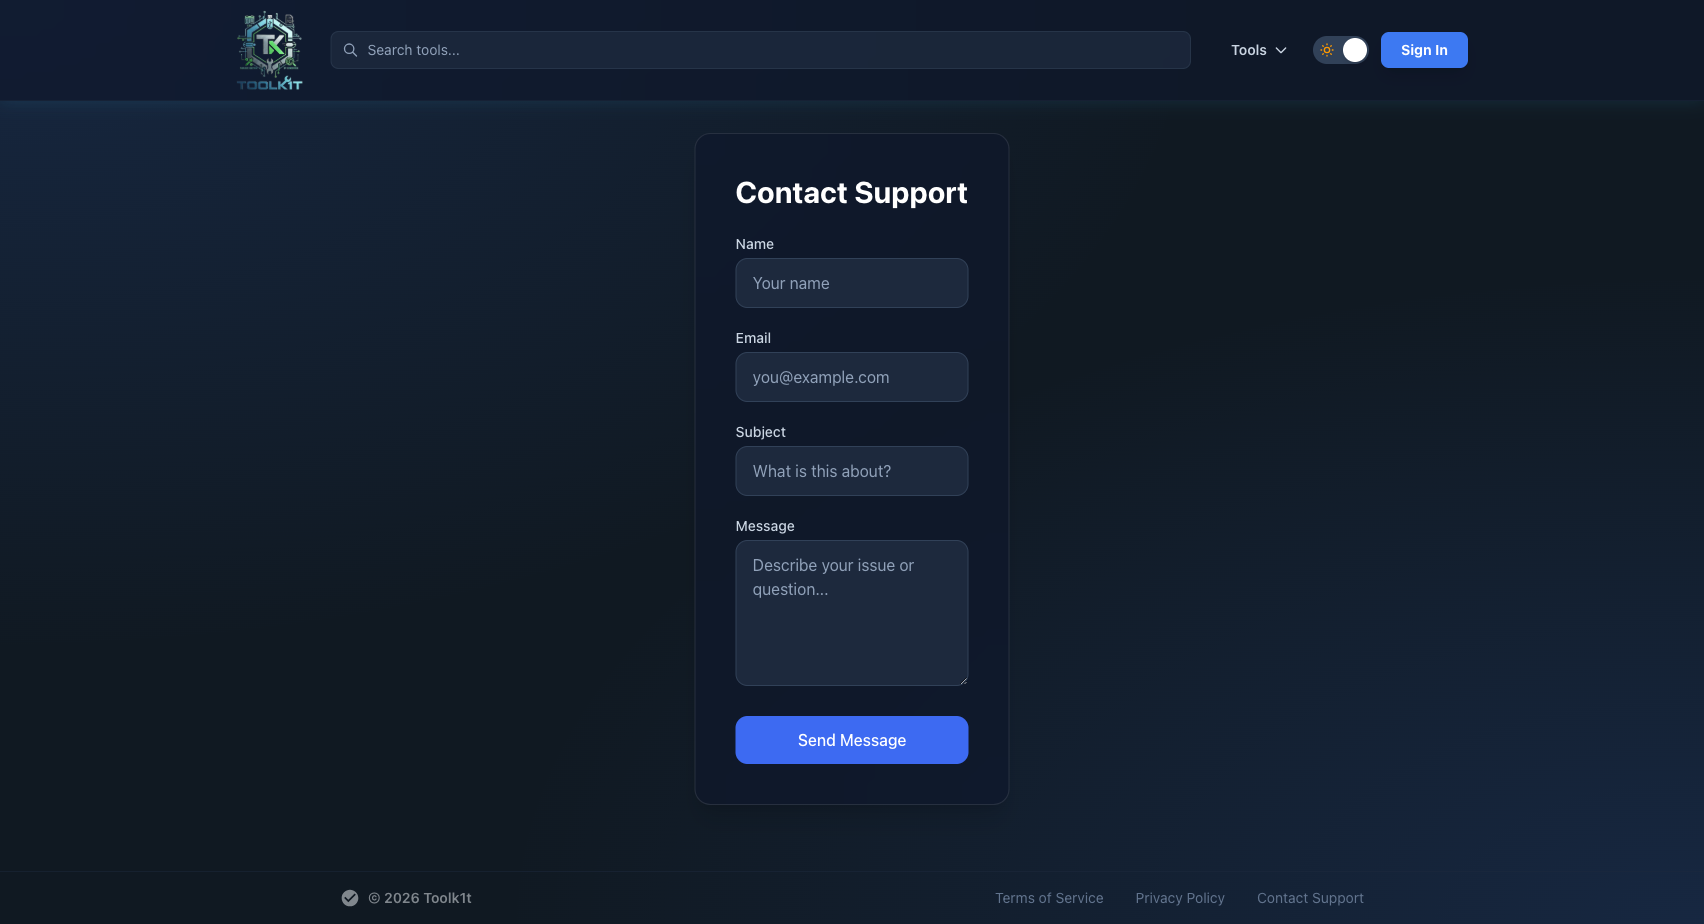 TK
TOOLK1T
Search tools...
Tools
Sign In
Contact Support
Name
Your name
Email
you@example.com
Subject
What is this about?
Message
Describe your issue or
question...
Send Message
© 2026 Toolk1t
Terms of Service
Privacy Policy
Contact Support